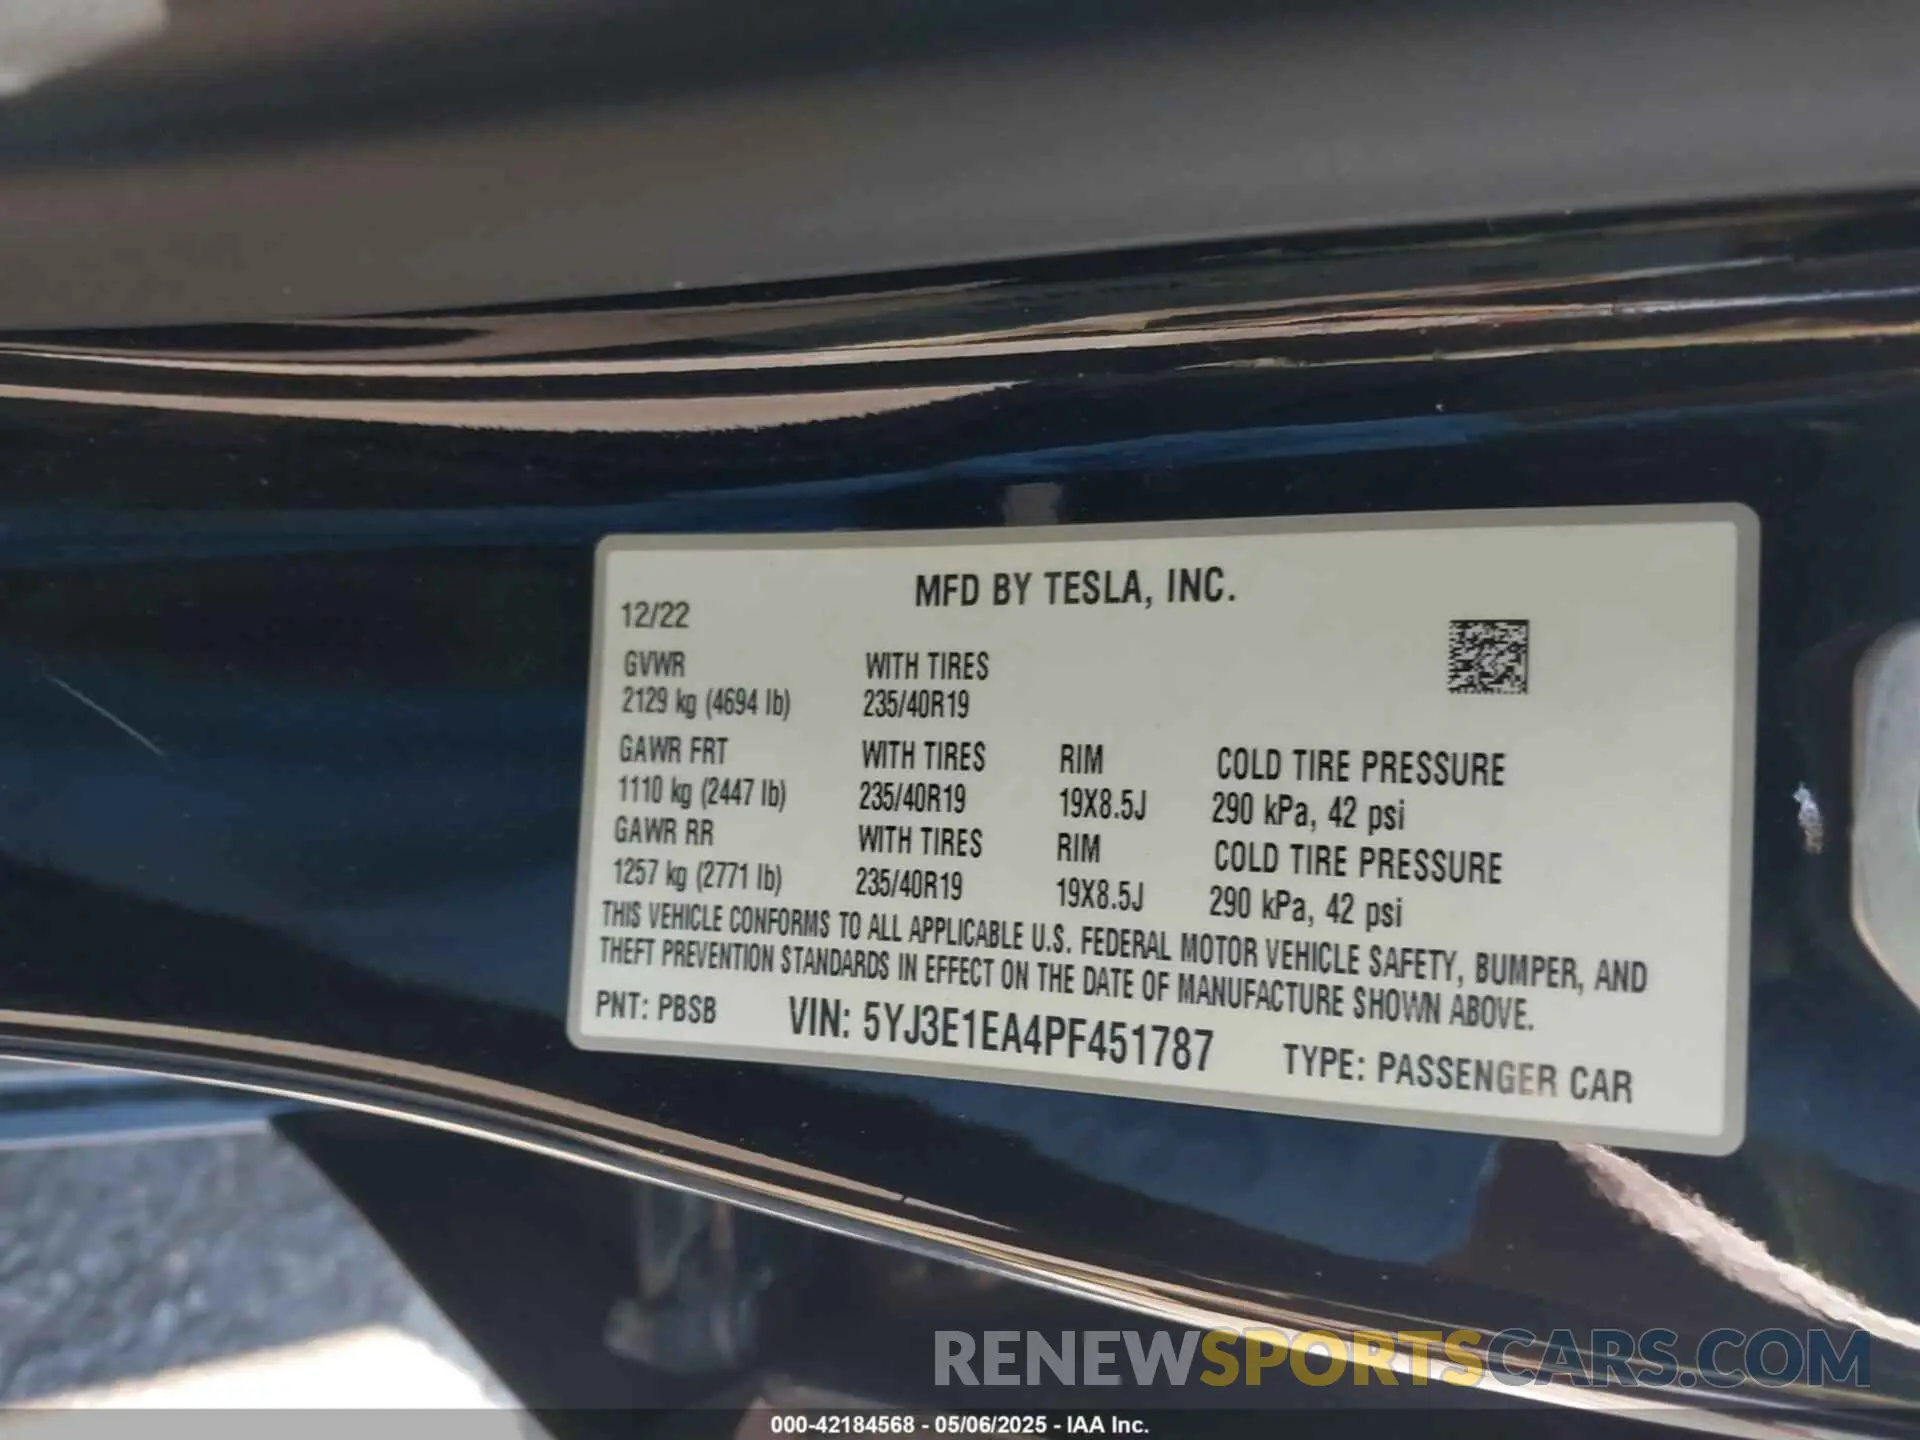 MFD BY TESLA, INC.
12/22
GVWR WITH TIRES
2129 kg (4694 lb) 235/40R19
GAWR FRT WITH TIRES RIM COLD TIRE PRESSURE
1110 kg (2447 lb) 235/40R19 19X8.5J 290 kPa, 42 psi
GAWR RR WITH TIRES RIM COLD TIRE PRESSURE
1257 kg (2771 lb) 235/40R19 19X8.5J 290 kPa, 42 psi
THIS VEHICLE CONFORMS TO ALL APPLICABLE U.S. FEDERAL MOTOR VEHICLE SAFETY, BUMPER, AND
THEFT PREVENTION STANDARDS IN EFFECT ON THE DATE OF MANUFACTURE SHOWN ABOVE.
PNT: PBSB VIN: 5YJ3E1EA4PF451787 TYPE: PASSENGER CAR
RENEWSPORTSCARS.COM
000-42184568 - 05/06/2025 - IAA Inc.